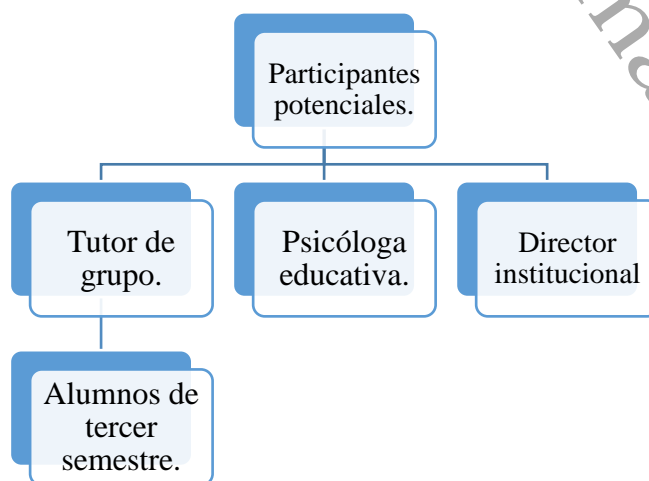 Participantes
potenciales.
Tutor de
grupo.
Psicóloga
educativa.
Director
institucional
Alumnos de
tercer
semestre.